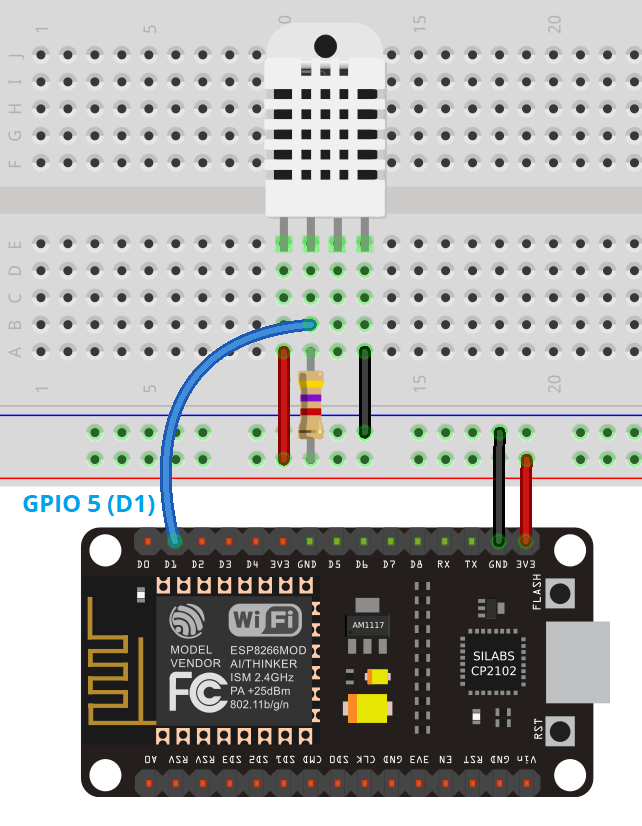 1 5 0 15 20
J
I
H
G
F
E
D
C
B
A
1 5 15 20
GPIO 5 (D1)
D0 D1 D2 D3 D4 3V3 GND D5 D6 D7 D8 RX TX GND 3V3
FLASH
WiFi
MODEL
VENDOR
ESP8266MOD
AI/THINKER
ISM 2.4GHz
PA +25dBm
802.11b/g/n
FC
AM1117
SILABS
CP2102
RST
A0 RSV RSV SD3 SD2 SD1 CMD SD0 CLK GND 3V3 EN RST GND Vin